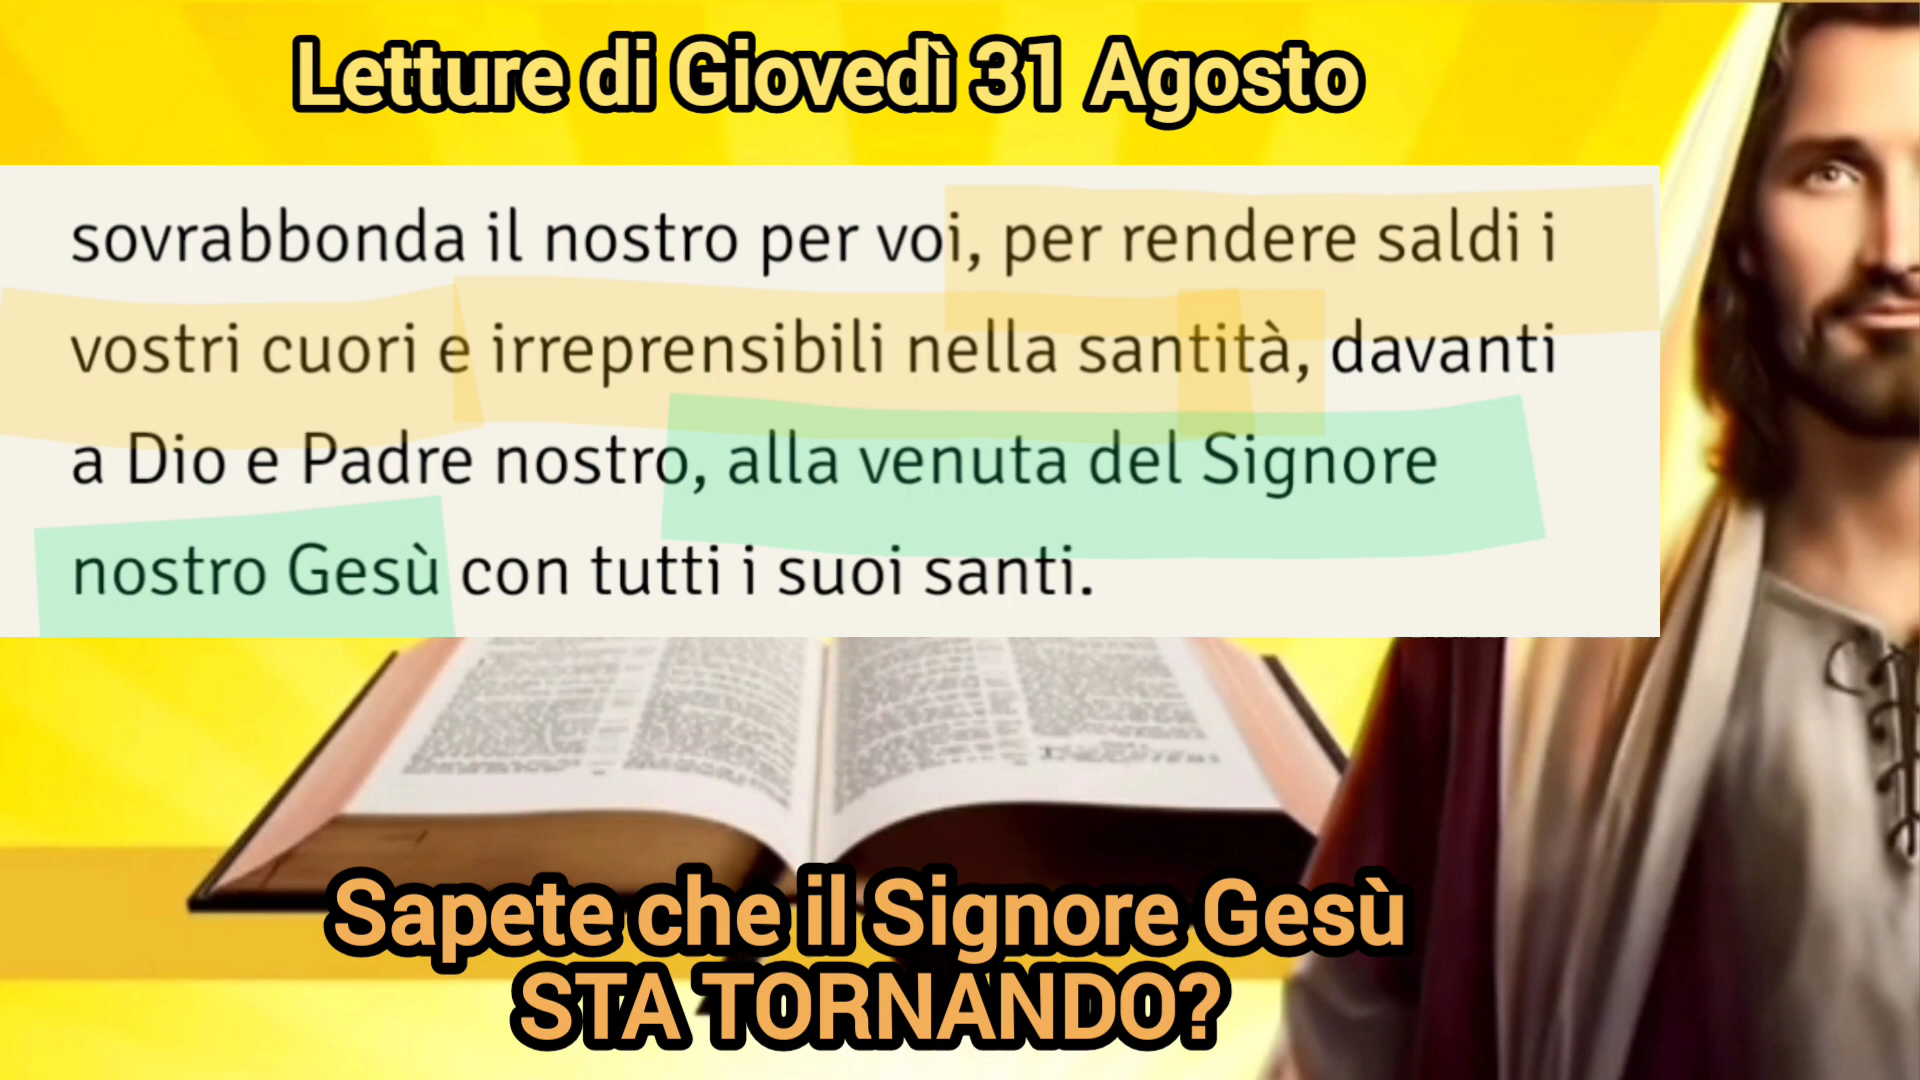 Letture di Giovedì 31 Agosto
sovrabbonda il nostro per voi, per rendere saldi i
vostri cuori e irreprensibili nella santità, davanti
a Dio e Padre nostro, alla venuta del Signore
nostro Gesù con tutti i suoi santi.
Sapete che il Signore Gesù
STA TORNANDO?